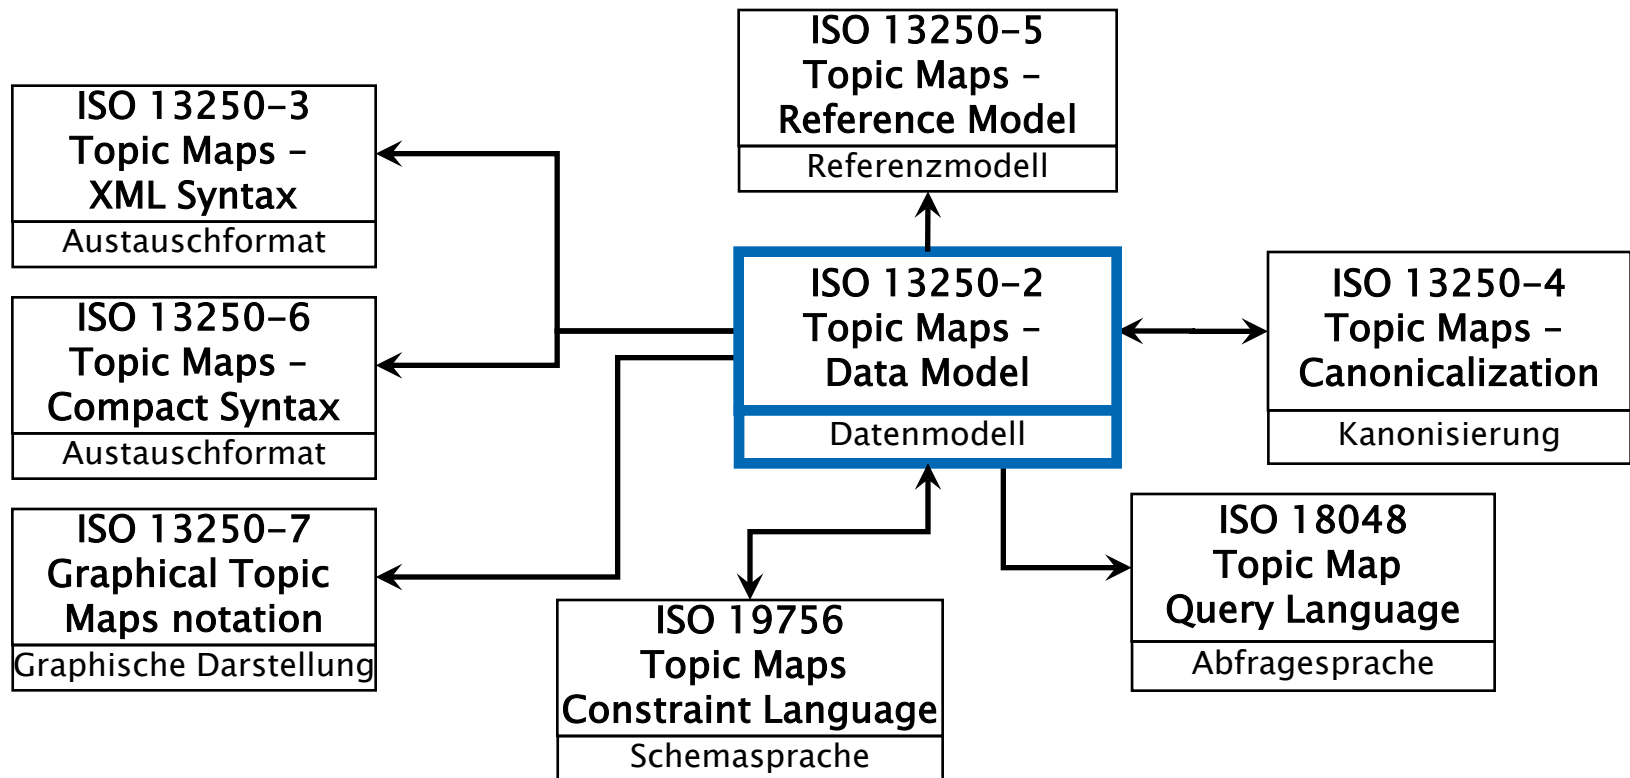 ISO 13250-5
Topic Maps -
Reference Model
Referenzmodell
ISO 13250-3
Topic Maps -
XML Syntax
Austauschformat
ISO 13250-2
Topic Maps -
Data Model
Datenmodell
ISO 13250-4
Topic Maps -
Canonicalization
Kanonisierung
ISO 13250-6
Topic Maps -
Compact Syntax
Austauschformat
ISO 13250-7
Graphical Topic
Maps notation
Graphische Darstellung
ISO 19756
Topic Maps
Constraint Language
Schemasprache
ISO 18048
Topic Map
Query Language
Abfragesprache